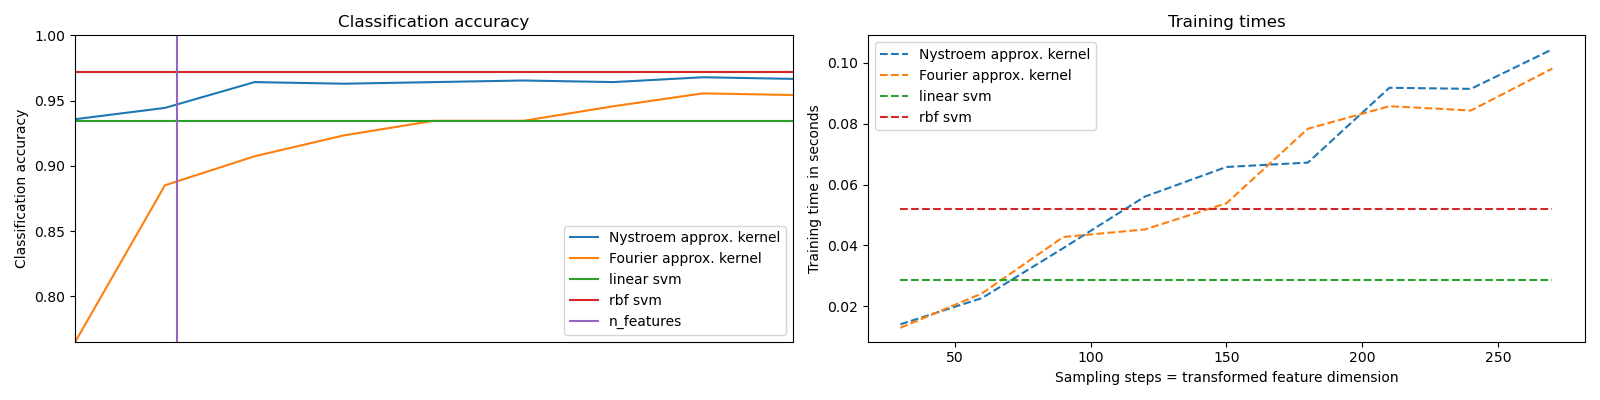 Classification accuracy
Classification accuracy
1.00
0.95
0.90
0.85
0.80
Nystroem approx. kernel
Fourier approx. kernel
linear svm
rbf svm
n_features
Training times
Training time in seconds
0.10
0.08
0.06
0.04
0.02
Nystroem approx. kernel
Fourier approx. kernel
linear svm
rbf svm
50
100
150
200
250
Sampling steps = transformed feature dimension